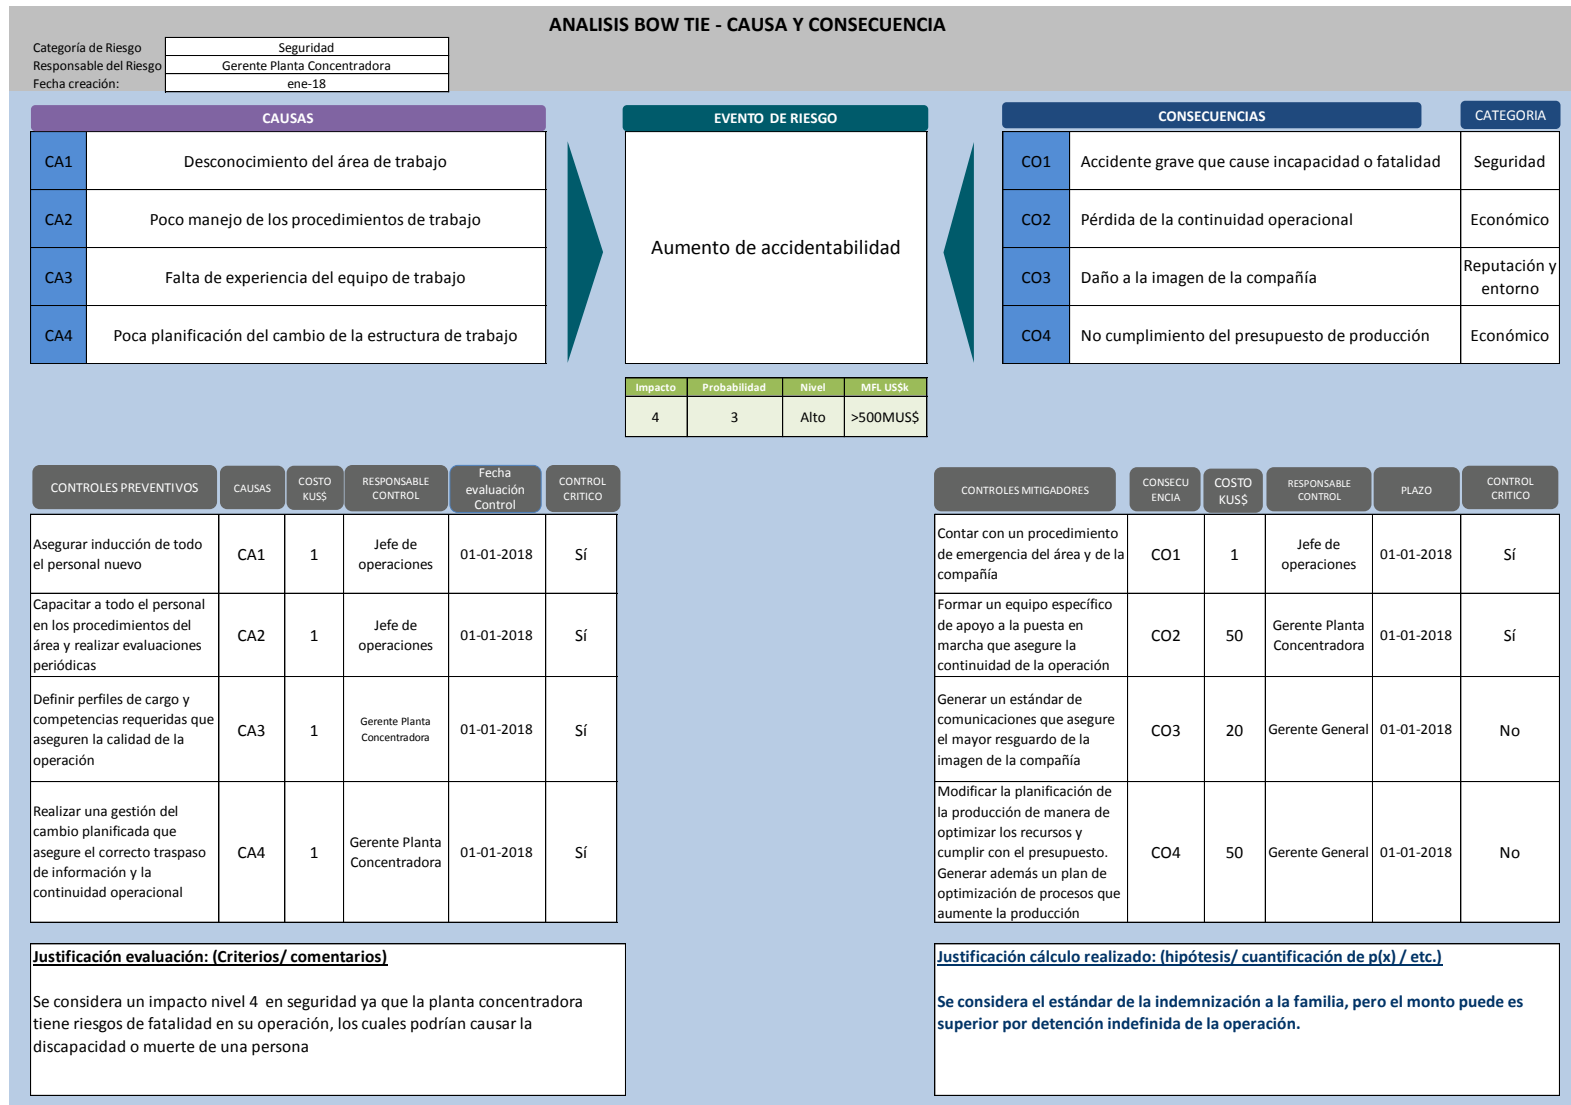 ANALISIS BOW TIE - CAUSA Y CONSECUENCIA
Categoría de Riesgo Seguridad
Responsable del Riesgo Gerente Planta Concentradora
Fecha creación: ene-18
CAUSAS
CA1 Desconocimiento del área de trabajo
CA2 Poco manejo de los procedimientos de trabajo
CA3 Falta de experiencia del equipo de trabajo
CA4 Poca planificación del cambio de la estructura de trabajo
EVENTO DE RIESGO
Aumento de accidentabilidad
Impacto Probabilidad Nivel MFL US$k
4 3 Alto >500MUS$
CONSECUENCIAS CATEGORIA
CO1 Accidente grave que cause incapacidad o fatalidad Seguridad
CO2 Pérdida de la continuidad operacional Económico
CO3 Daño a la imagen de la compañía Reputación y
entorno
CO4 No cumplimiento del presupuesto de producción Económico
CONTROLES PREVENTIVOS
CAUSAS
COSTO
KUS$
RESPONSABLE
CONTROL
Fecha
evaluación
Control
CONTROL
CRITICO
Asegurar inducción de todo
el personal nuevo
CA1
1
Jefe de
operaciones
01-01-2018
Sí
Capacitar a todo el personal
en los procedimientos del
área y realizar evaluaciones
periódicas
CA2
1
Jefe de
operaciones
01-01-2018
Sí
Definir perfiles de cargo y
competencias requeridas que
aseguren la calidad de la
operación
CA3
1
Gerente Planta
Concentradora
01-01-2018
Sí
Realizar una gestión del
cambio planificada que
asegure el correcto traspaso
de información y la
continuidad operacional
CA4
1
Gerente Planta
Concentradora
01-01-2018
Sí
CONTROLES MITIGADORES
CONSECU
ENCIA
COSTO
KUS$
RESPONSABLE
CONTROL
PLAZO
CONTROL
CRITICO
Contar con un procedimiento
de emergencia del área y de la
compañía
CO1
1
Jefe de
operaciones
01-01-2018
Sí
Formar un equipo específico
de apoyo a la puesta en
marcha que asegure la
continuidad de la operación
CO2
50
Gerente Planta
Concentradora
01-01-2018
Sí
Generar un estándar de
comunicaciones que asegure
el mayor resguardo de la
imagen de la compañía
CO3
20
Gerente General
01-01-2018
No
Modificar la planificación de
la producción de manera de
optimizar los recursos y
cumplir con el presupuesto.
Generar además un plan de
optimización de procesos que
aumente la producción
CO4
50
Gerente General
01-01-2018
No
Justificación evaluación: (Criterios/ comentarios)
Se considera un impacto nivel 4 en seguridad ya que la planta concentradora
tiene riesgos de fatalidad en su operación, los cuales podrían causar la
discapacidad o muerte de una persona
Justificación cálculo realizado: (hipótesis/ cuantificación de p(x) / etc.)
Se considera el estándar de la indemnización a la familia, pero el monto puede es
superior por detención indefinida de la operación.